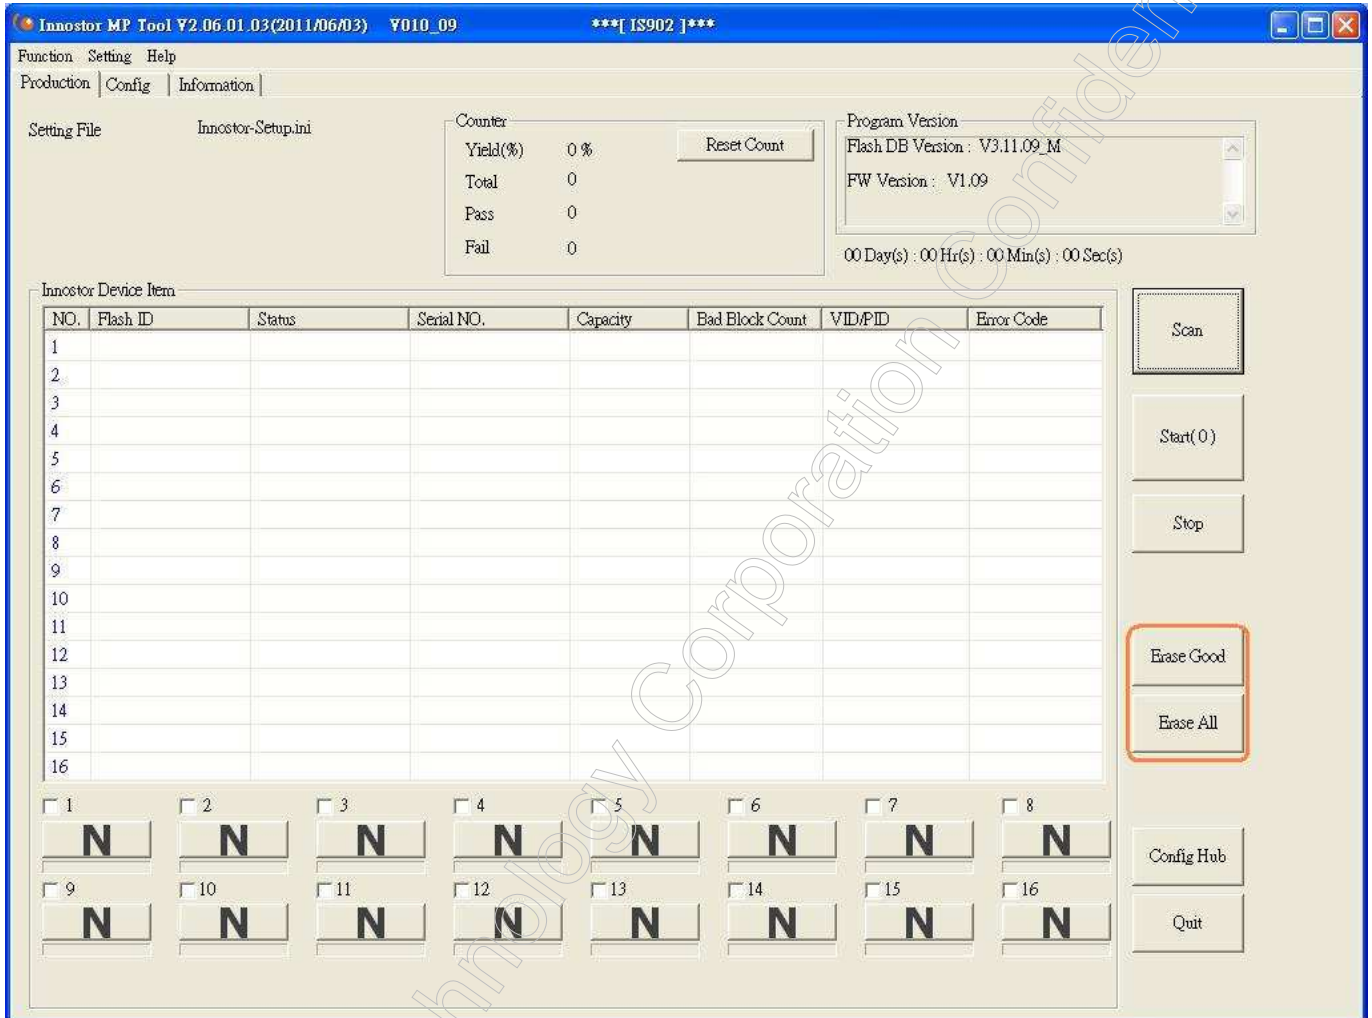 Innostor MP Tool V2.06.01.03(2011/06/03) V010_09 ***[ IS902 ]***
Function Setting Help
Production Config Information
Setting File Innostor-Setup.ini
Counter
Yield(%) 0 %
Total 0
Pass 0
Fail 0
Reset Count
Program Version
Flash DB Version : V3.11.09_M
FW Version : V1.09
00 Day(s) : 00 Hr(s) : 00 Min(s) : 00 Sec(s)
Innostor Device Item
NO. Flash ID Status Serial NO. Capacity Bad Block Count VID/PID Error Code
1
2
3
4
5
6
7
8
9
10
11
12
13
14
15
16
Scan
Start( 0 )
Stop
Erase Good
Erase All
1 2 3 4 5 6 7 8
N N N N N N N N
9 10 11 12 13 14 15 16
N N N N N N N N
Config Hub
Quit
Corporation